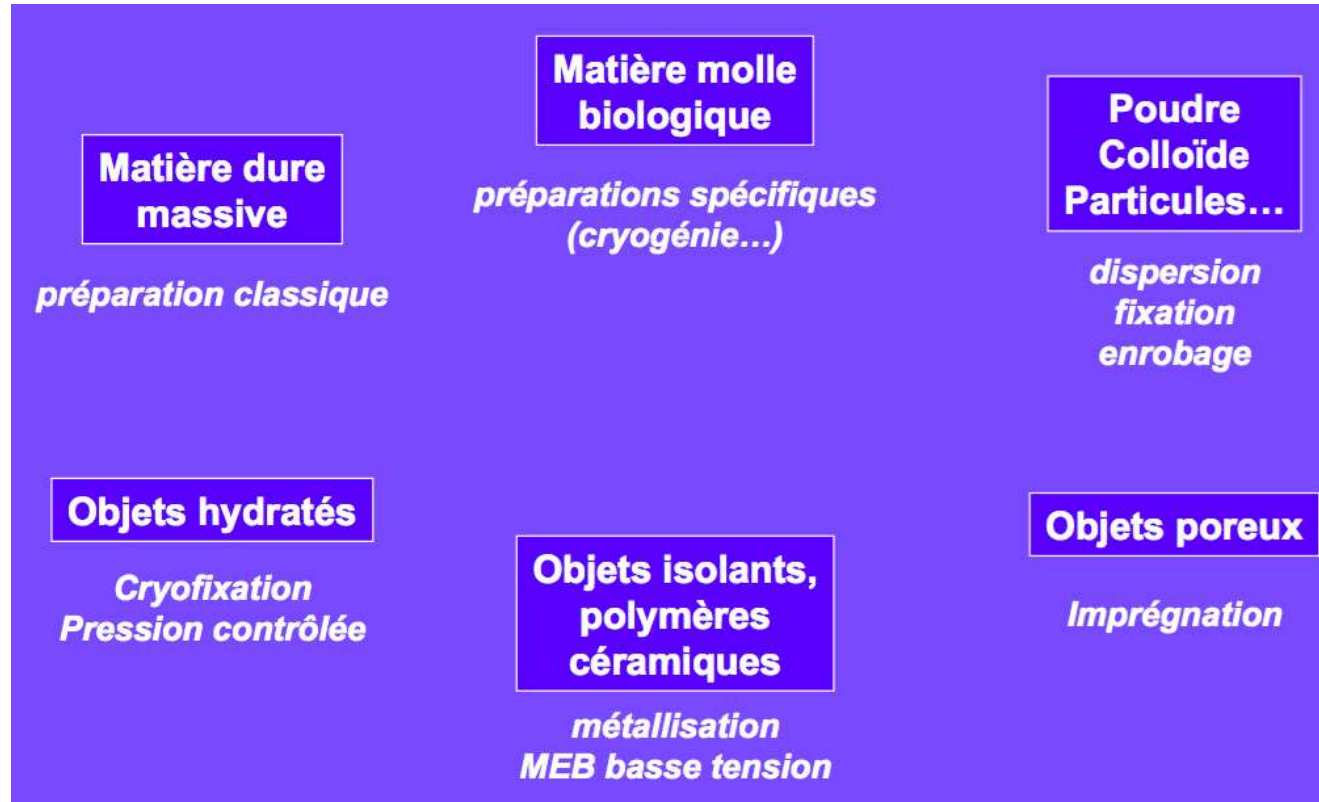 Matière dure
massive
préparation classique
Matière molle
biologique
préparations spécifiques
(cryogénie…)
Poudre
Colloïde
Particules…
dispersion
fixation
enrobage
Objets hydratés
Cryofixation
Pression contrôlée
Objets isolants,
polymères
céramiques
métallisation
MEB basse tension
Objets poreux
Imprégnation